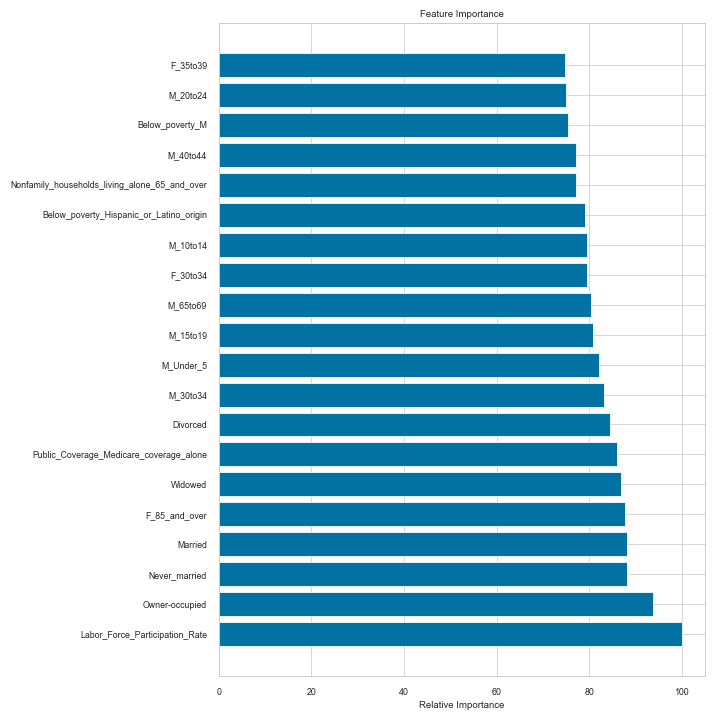 Feature Importance
F_35to39
M_20to24
Below_poverty_M
M_40to44
Nonfamily_households_living_alone_65_and_over
Below_poverty_Hispanic_or_Latino_origin
M_10to14
F_30to34
M_65to69
M_15to19
M_Under_5
M_30to34
Divorced
Public_Coverage_Medicare_coverage_alone
Widowed
F_85_and_over
Married
Never_married
Owner-occupied
Labor_Force_Participation_Rate
0 20 40 60 80 100
Relative Importance